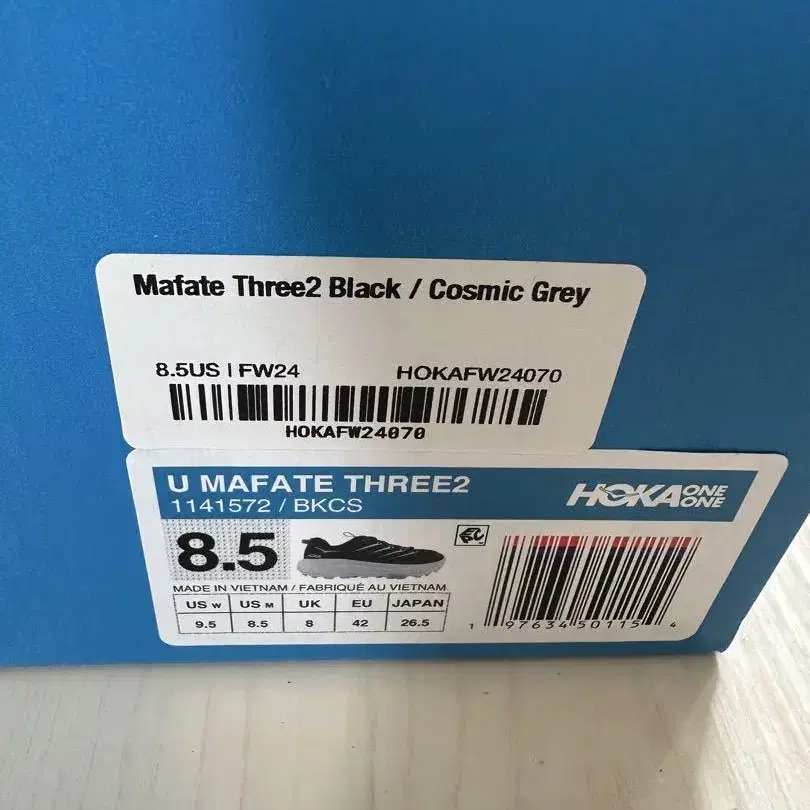 Mafate Three2 Black / Cosmic Grey
8.5US | FW24 HOKAFW24070
HOKAFW24070
U MAFATE THREE2
1141572 / BKCS
HOKA ONE ONE
8.5
MADE IN VIETNAM / FABRIQUÉ AU VIETNAM
US W US M UK EU JAPAN
9.5 8.5 8 42 26.5
1 97634 50115 4